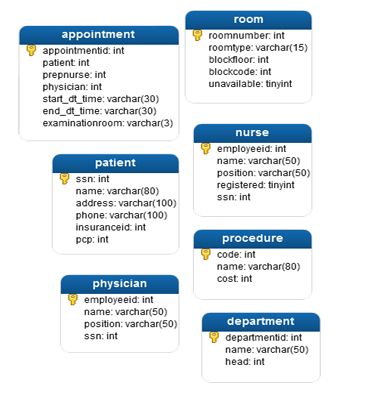 appointment
appointmentid: int
patient: int
prepnurse: int
physician: int
start_dt_time: varchar(30)
end_dt_time: varchar(30)
examinationroom: varchar(3)
room
roomnumber: int
roomtype: varchar(15)
blockfloor: int
blockcode: int
unavailable: tinyint
patient
ssn: int
name: varchar(80)
address: varchar(100)
phone: varchar(100)
insuranceid: int
pcp: int
nurse
employeeid: int
name: varchar(50)
position: varchar(50)
registered: tinyint
ssn: int
procedure
code: int
name: varchar(80)
cost: int
physician
employeeid: int
name: varchar(50)
position: varchar(50)
ssn: int
department
departmentid: int
name: varchar(50)
head: int